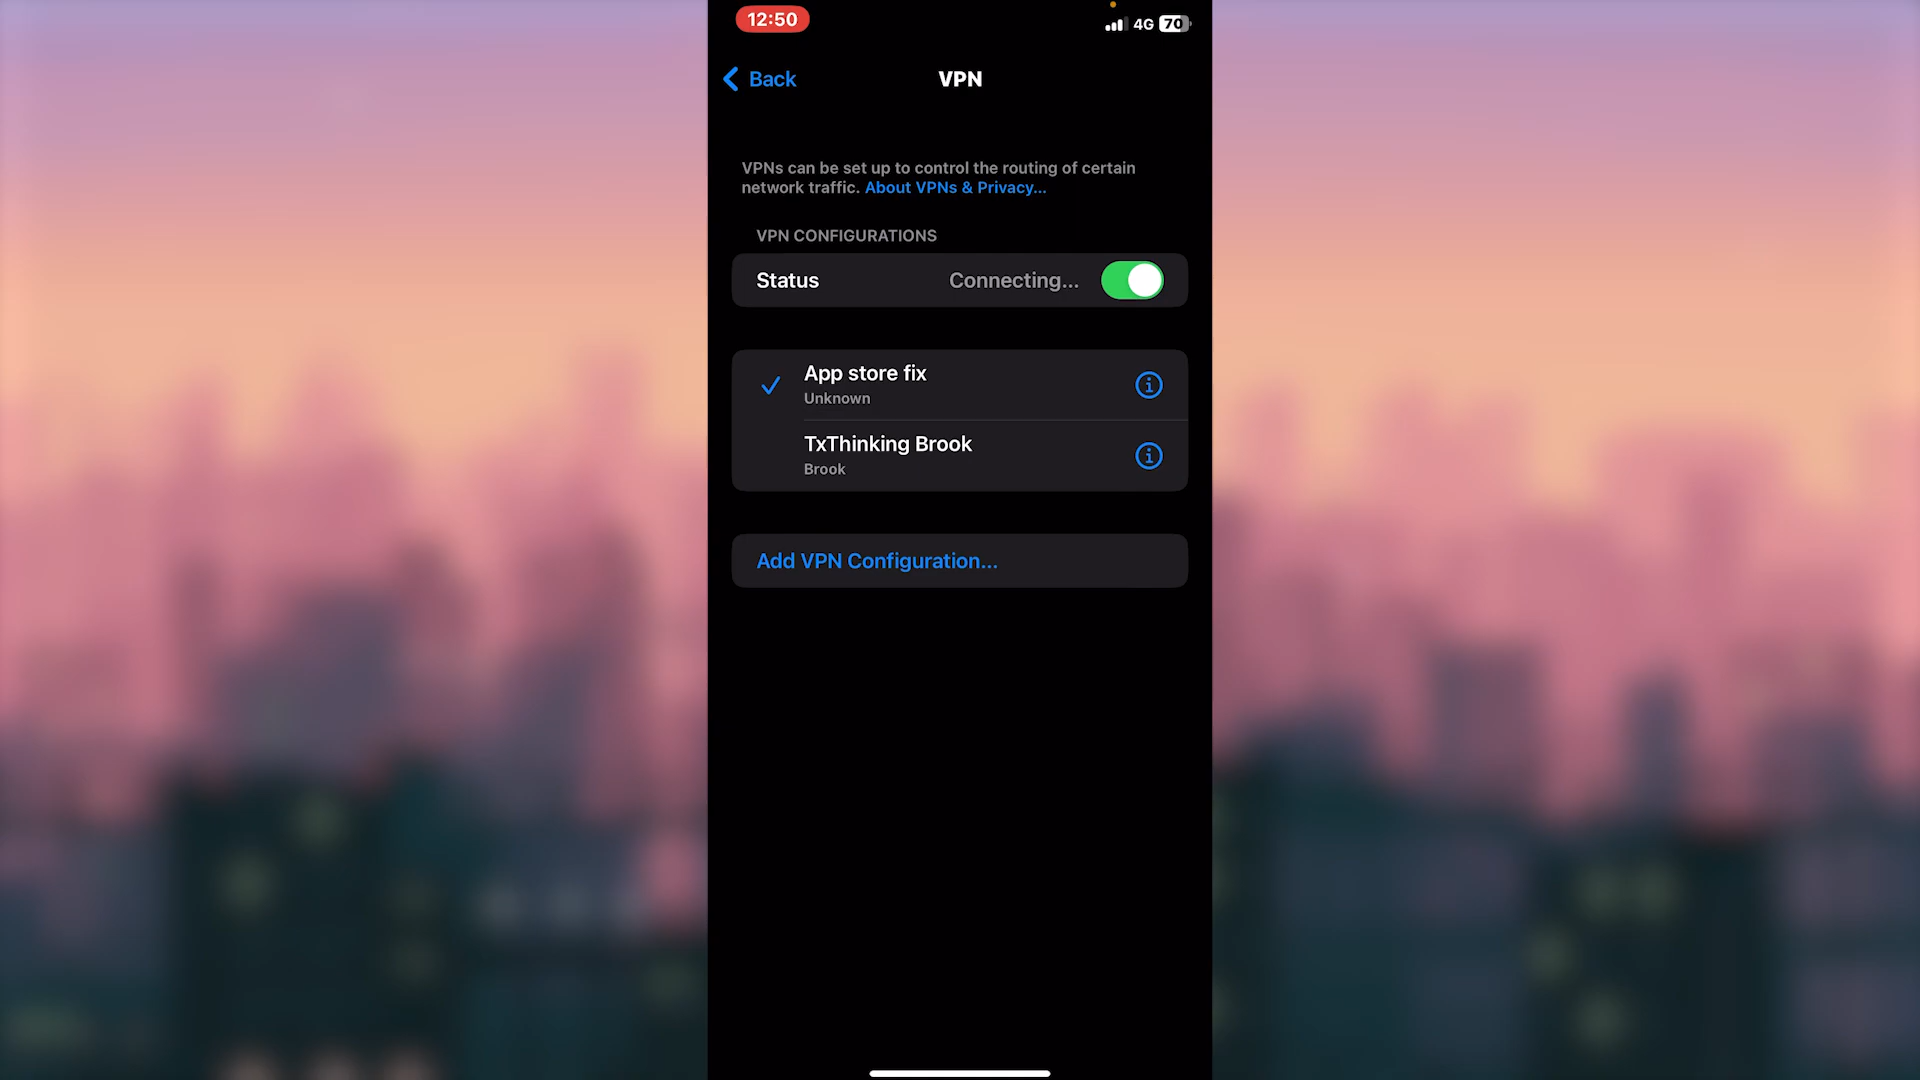 12:50
4G 70
Back
VPN
VPNs can be set up to control the routing of certain
network traffic. About VPNs & Privacy...
VPN CONFIGURATIONS
Status Connecting...
App store fix
Unknown
TxThinking Brook
Brook
Add VPN Configuration...